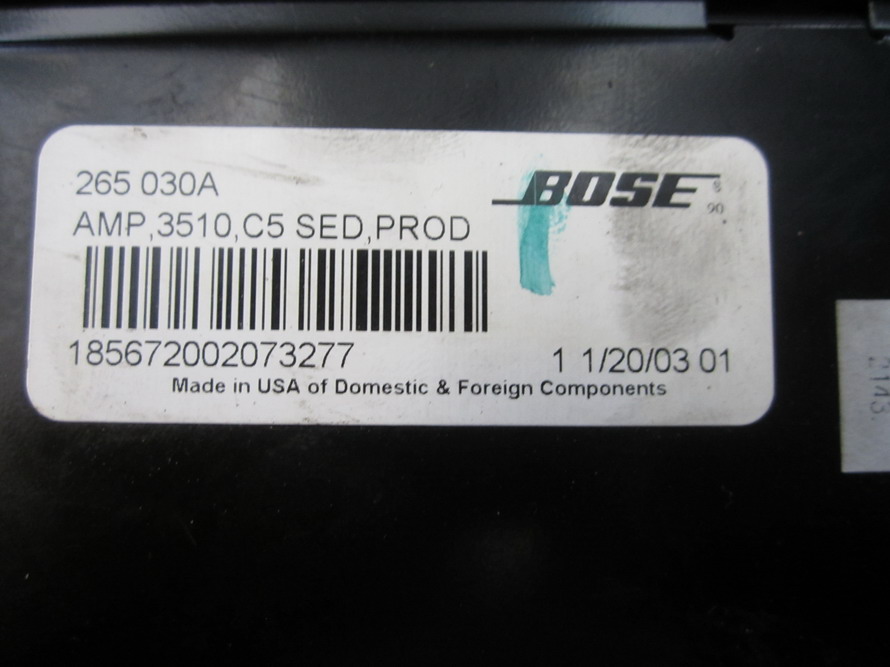 265 030A
BOSE
90
AMP,3510,C5 SED,PROD
185672002073277
1 1/20/03 01
Made in USA of Domestic & Foreign Components